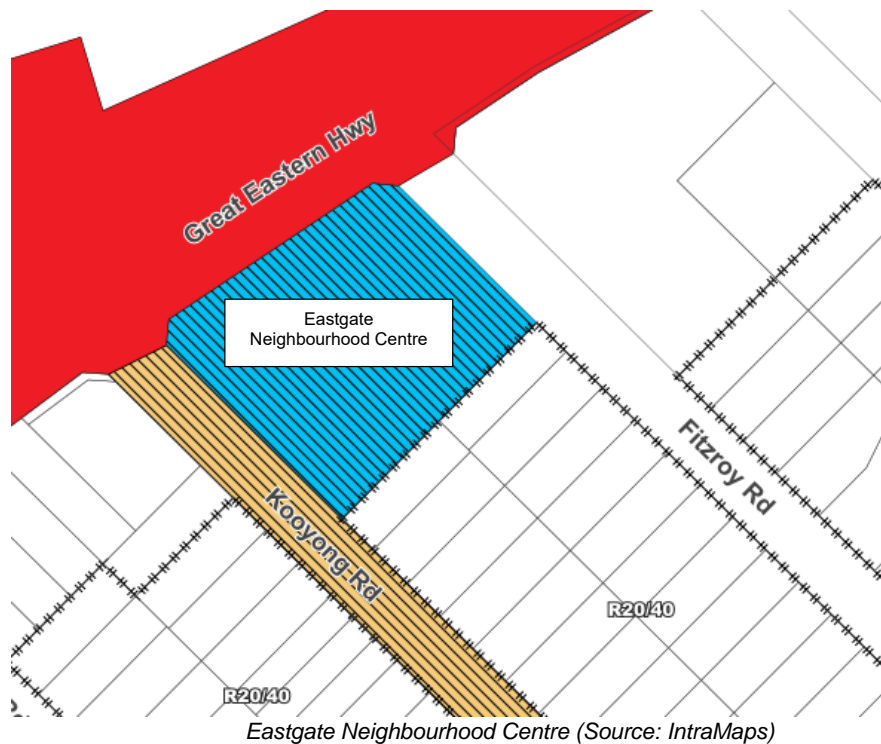 Great Eastern Hwy
Eastgate
Neighbourhood Centre
Fitzroy Rd
Kooyong Rd
R20/40
R20/40
Eastgate Neighbourhood Centre (Source: IntraMaps)